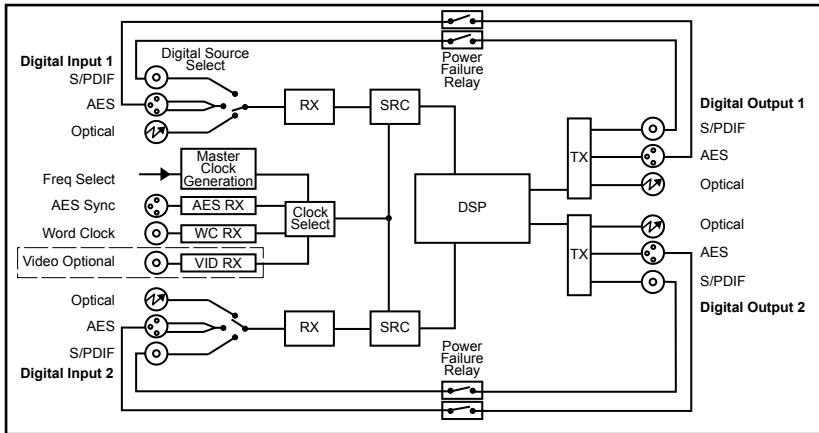 Digital Input 1
Digital Source
Select
S/PDIF
AES
Optical
RX
SRC
Power
Failure
Relay
Digital Output 1
S/PDIF
AES
Optical
TX
Freq Select
Master
Clock
Generation
AES Sync
AES RX
Word Clock
WC RX
Video Optional
VID RX
Clock
Select
DSP
Optical
AES
S/PDIF
TX
Digital Output 2
Optical
AES
S/PDIF
Digital Input 2
RX
SRC
Power
Failure
Relay